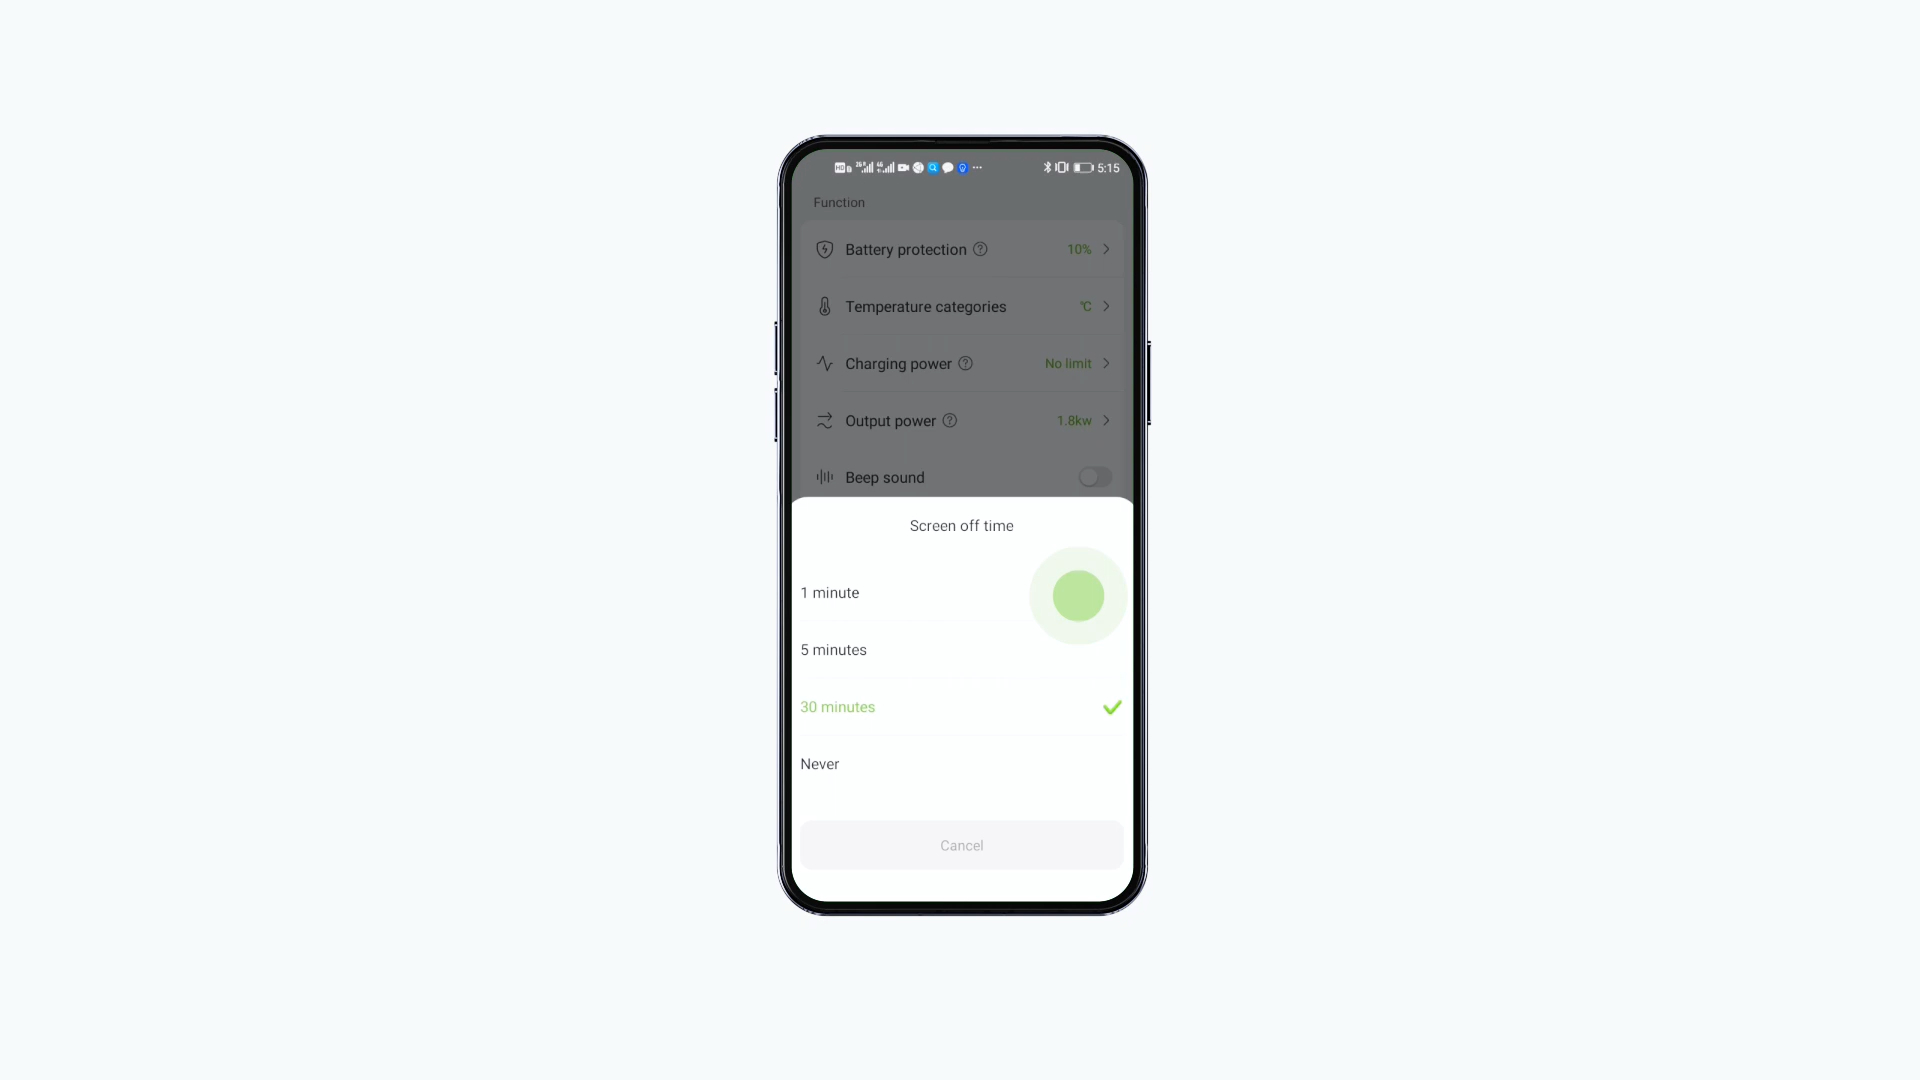 5:15
Function
Battery protection 10%
Temperature categories °C
Charging power No limit
Output power 1.8kw
Beep sound
Screen off time
1 minute
5 minutes
30 minutes
Never
Cancel